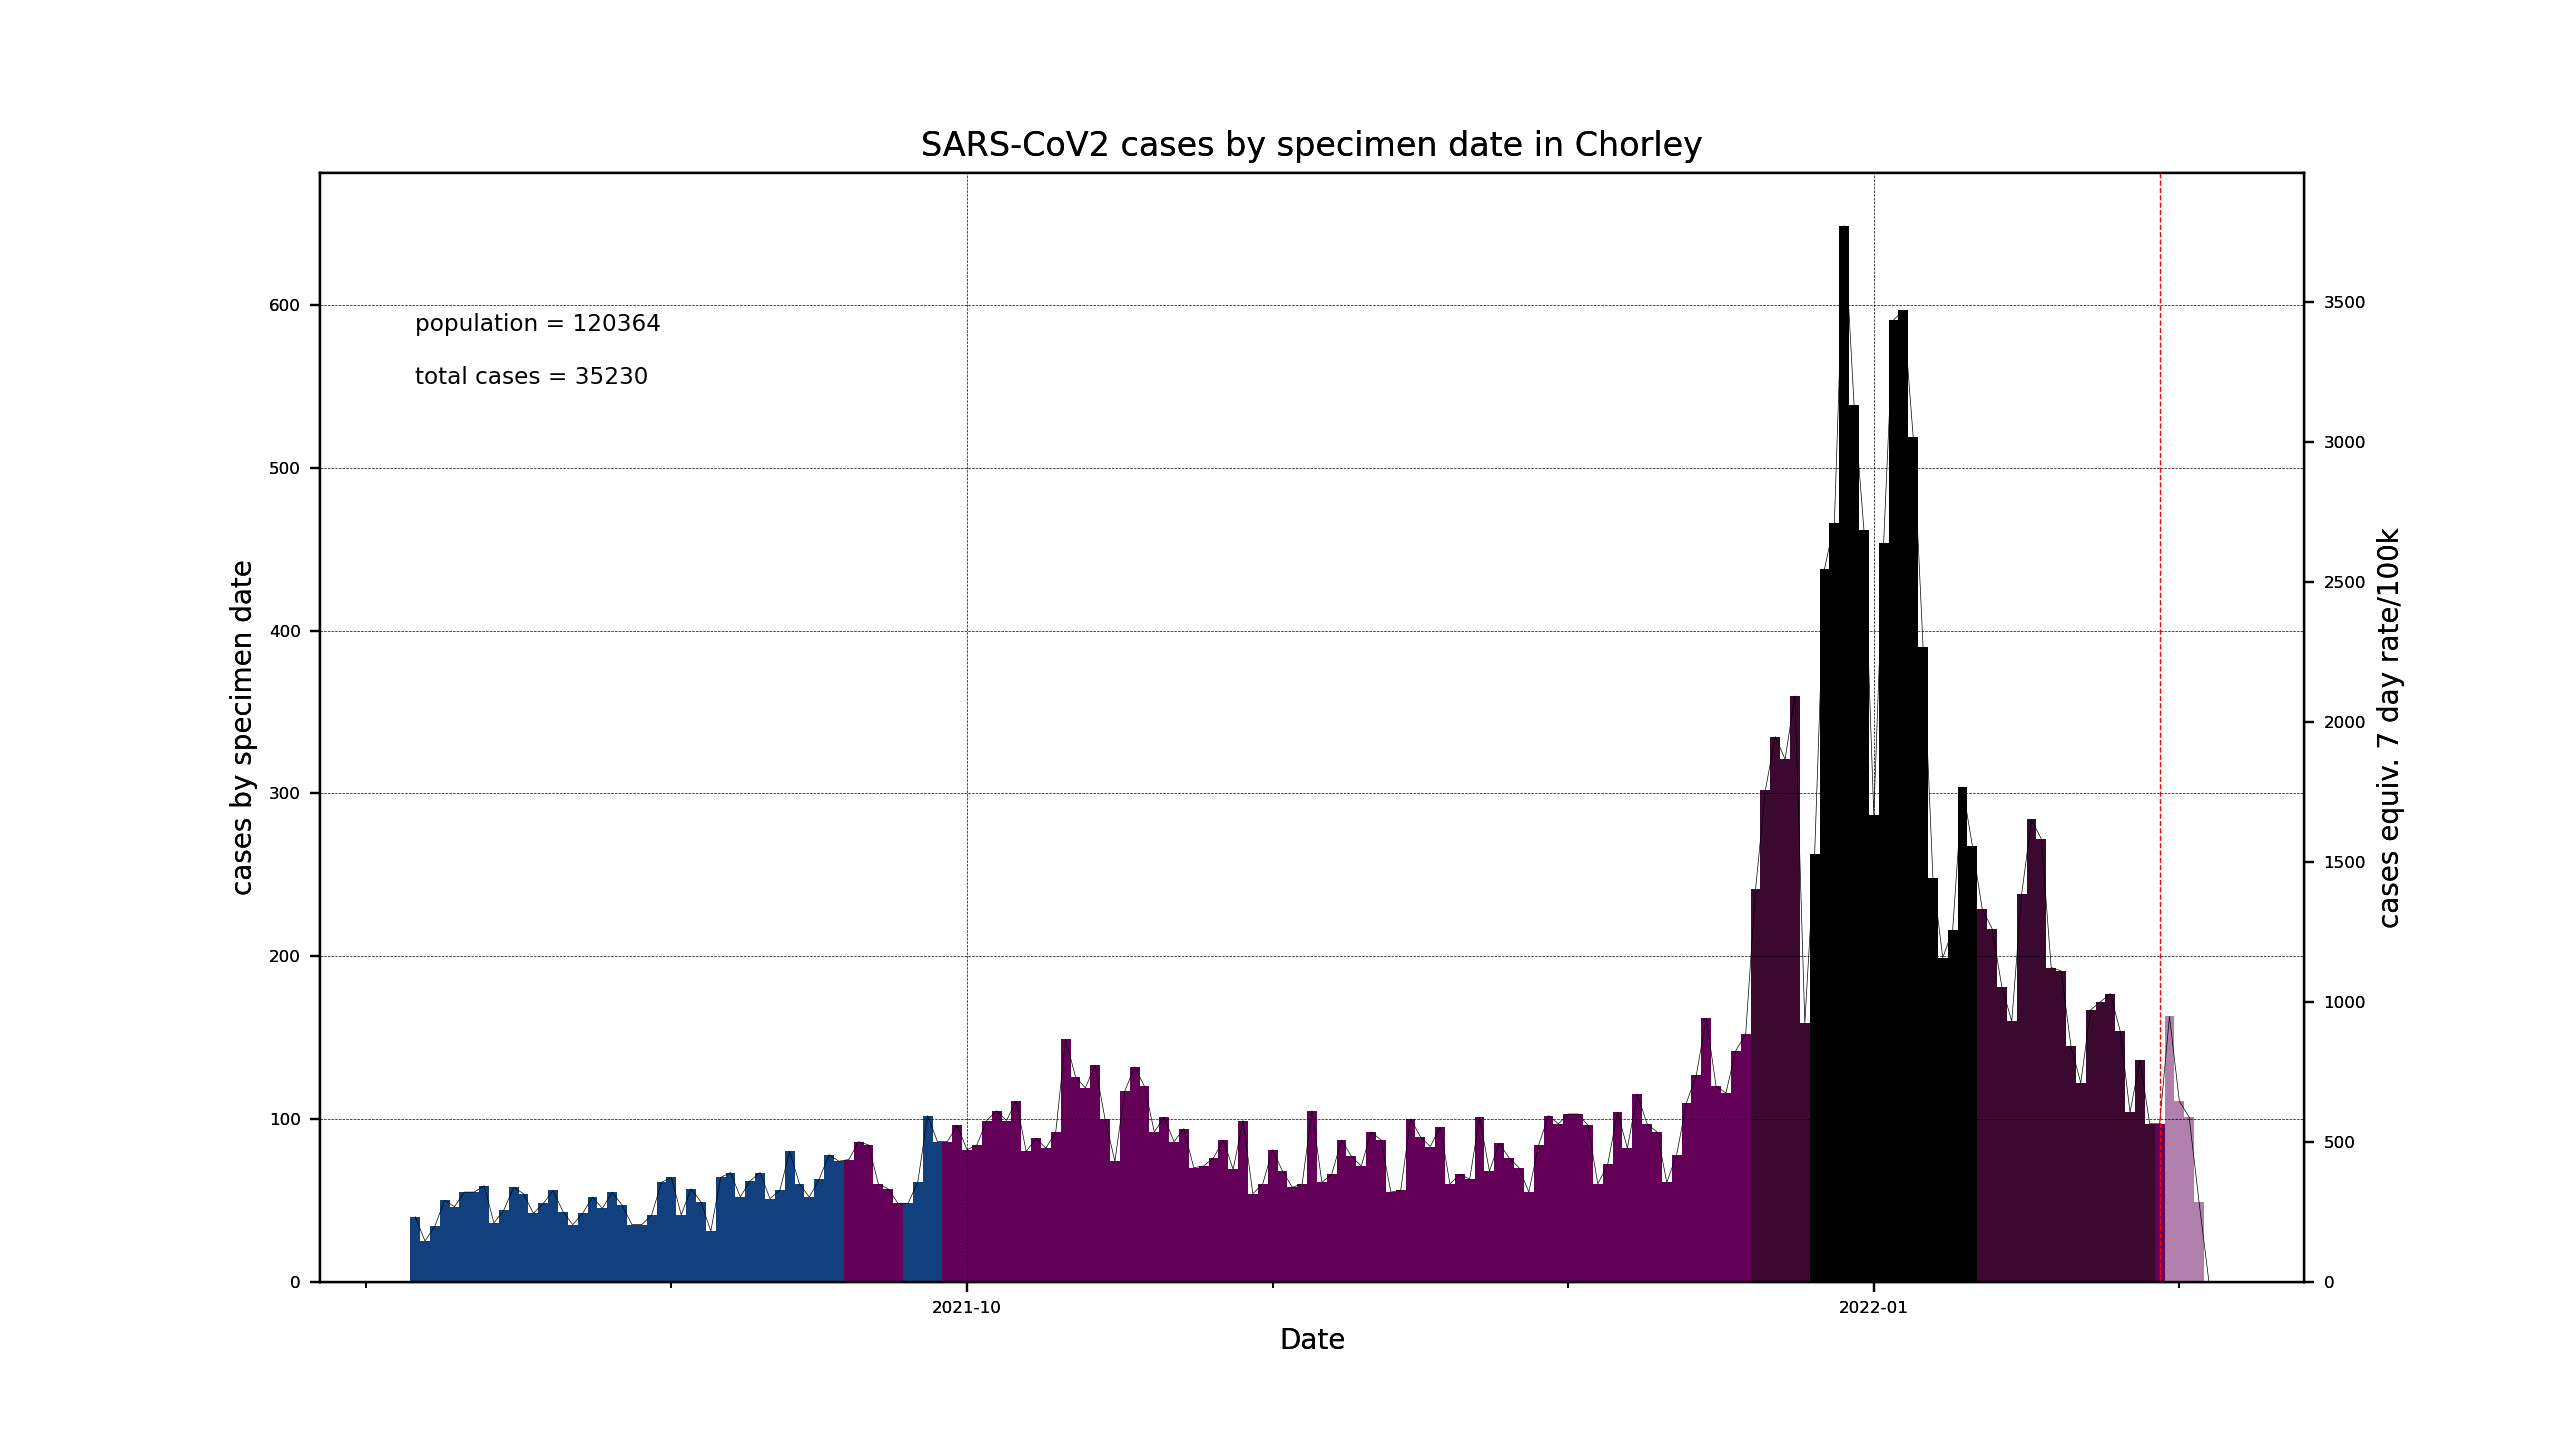 SARS-CoV2 cases by specimen date in Chorley
population = 120364
total cases = 35230
cases by specimen date
600
500
400
300
200
100
0
3500
3000
2500
2000
1500
1000
500
0
cases equiv. 7 day rate/100k
2021-10
2022-01
Date